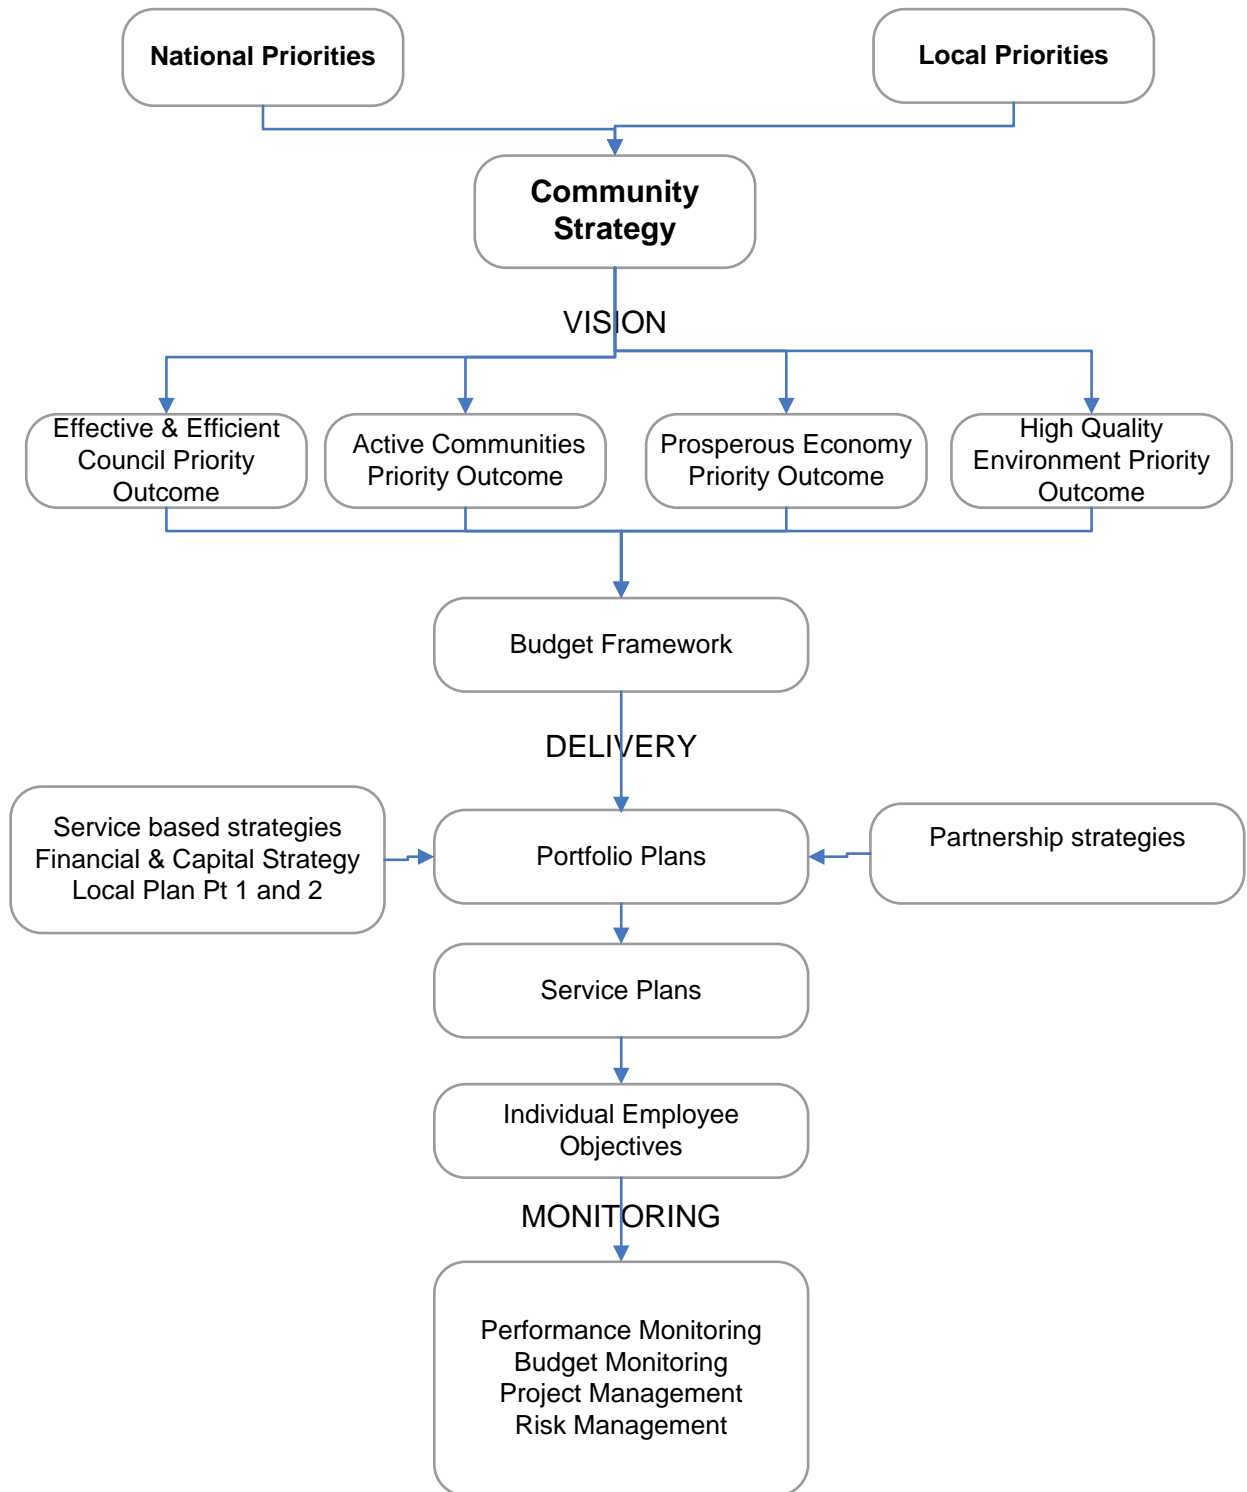 National Priorities
Local Priorities
Community
Strategy
VISION
Effective & Efficient
Council Priority
Outcome
Active Communities
Priority Outcome
Prosperous Economy
Priority Outcome
High Quality
Environment Priority
Outcome
Budget Framework
DELIVERY
Service based strategies
Financial & Capital Strategy
Local Plan Pt 1 and 2
Portfolio Plans
Partnership strategies
Service Plans
Individual Employee
Objectives
MONITORING
Performance Monitoring
Budget Monitoring
Project Management
Risk Management